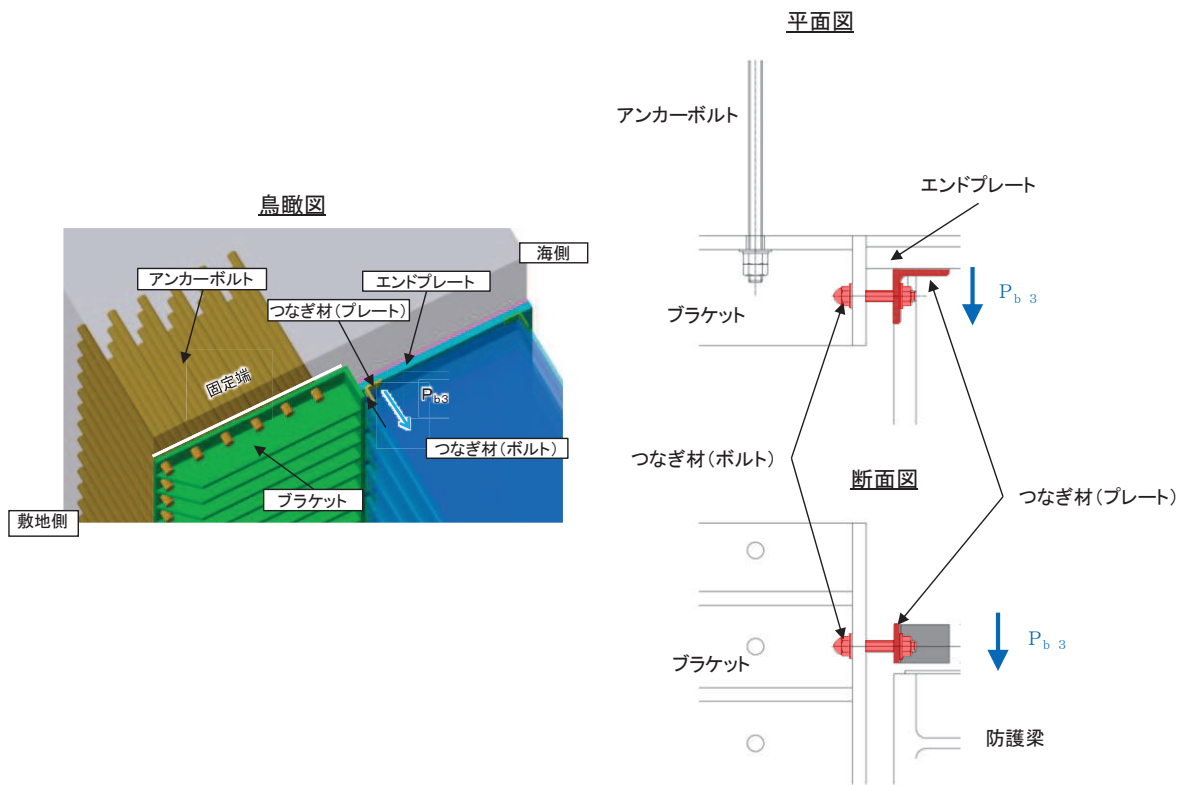 鳥瞰図
海側
アンカーボルト
エンドプレート
つなぎ材(プレート)
固定端
Pb3
つなぎ材(ボルト)
ブラケット
敷地側
平面図
アンカーボルト
エンドプレート
Pb 3
ブラケット
つなぎ材(ボルト)
断面図
つなぎ材(プレート)
Pb 3
ブラケット
防護梁